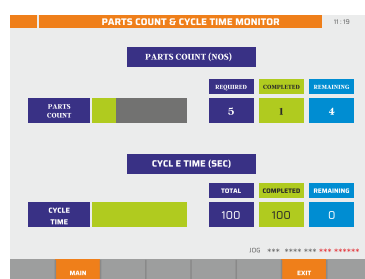 PARTS COUNT & CYCLE TIME MONITOR 11:19
PARTS COUNT (NOS)
REQUIRED COMPLETED REMAINING
PARTS
COUNT
5 1 4
CYCL E TIME (SEC)
TOTAL COMPLETED REMAINING
CYCLE
TIME
100 100 0
JOG *** **** *** *** ******
MAIN EXIT